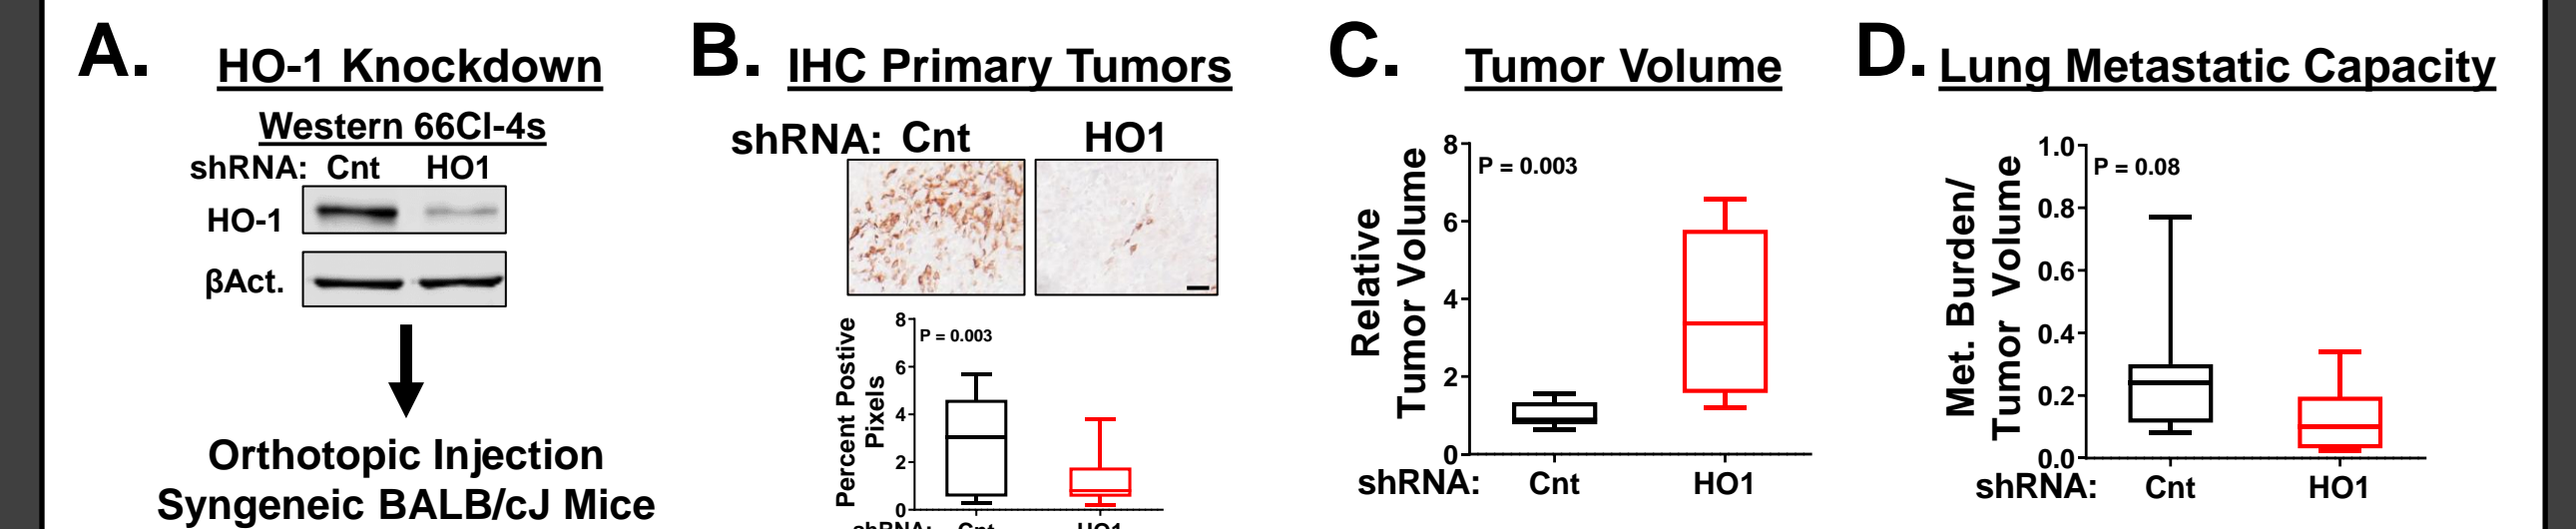 A.
HO-1 Knockdown
Western 66Cl-4s
shRNA: Cnt HO1
HO-1
βAct.
Orthotopic Injection
Syngeneic BALB/cJ Mice
B.
IHC Primary Tumors
shRNA: Cnt HO1
Percent Postive
Pixels
8
6
4
2
0
P = 0.003
shRNA: Cnt HO1
C.
Tumor Volume
Relative
Tumor Volume
8
6
4
2
0
P = 0.003
shRNA: Cnt HO1
D.
Lung Metastatic Capacity
Met. Burden/
Tumor Volume
1.0
0.8
0.6
0.4
0.2
0.0
P = 0.08
shRNA: Cnt HO1